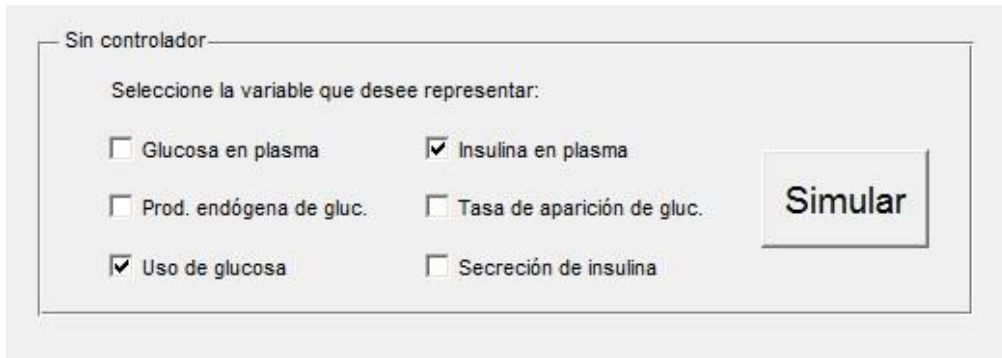 Sin controlador
Seleccione la variable que desee representar:
Glucosa en plasma
Insulina en plasma
Prod. endógena de gluc.
Tasa de aparición de gluc.
Uso de glucosa
Secreción de insulina
Simular